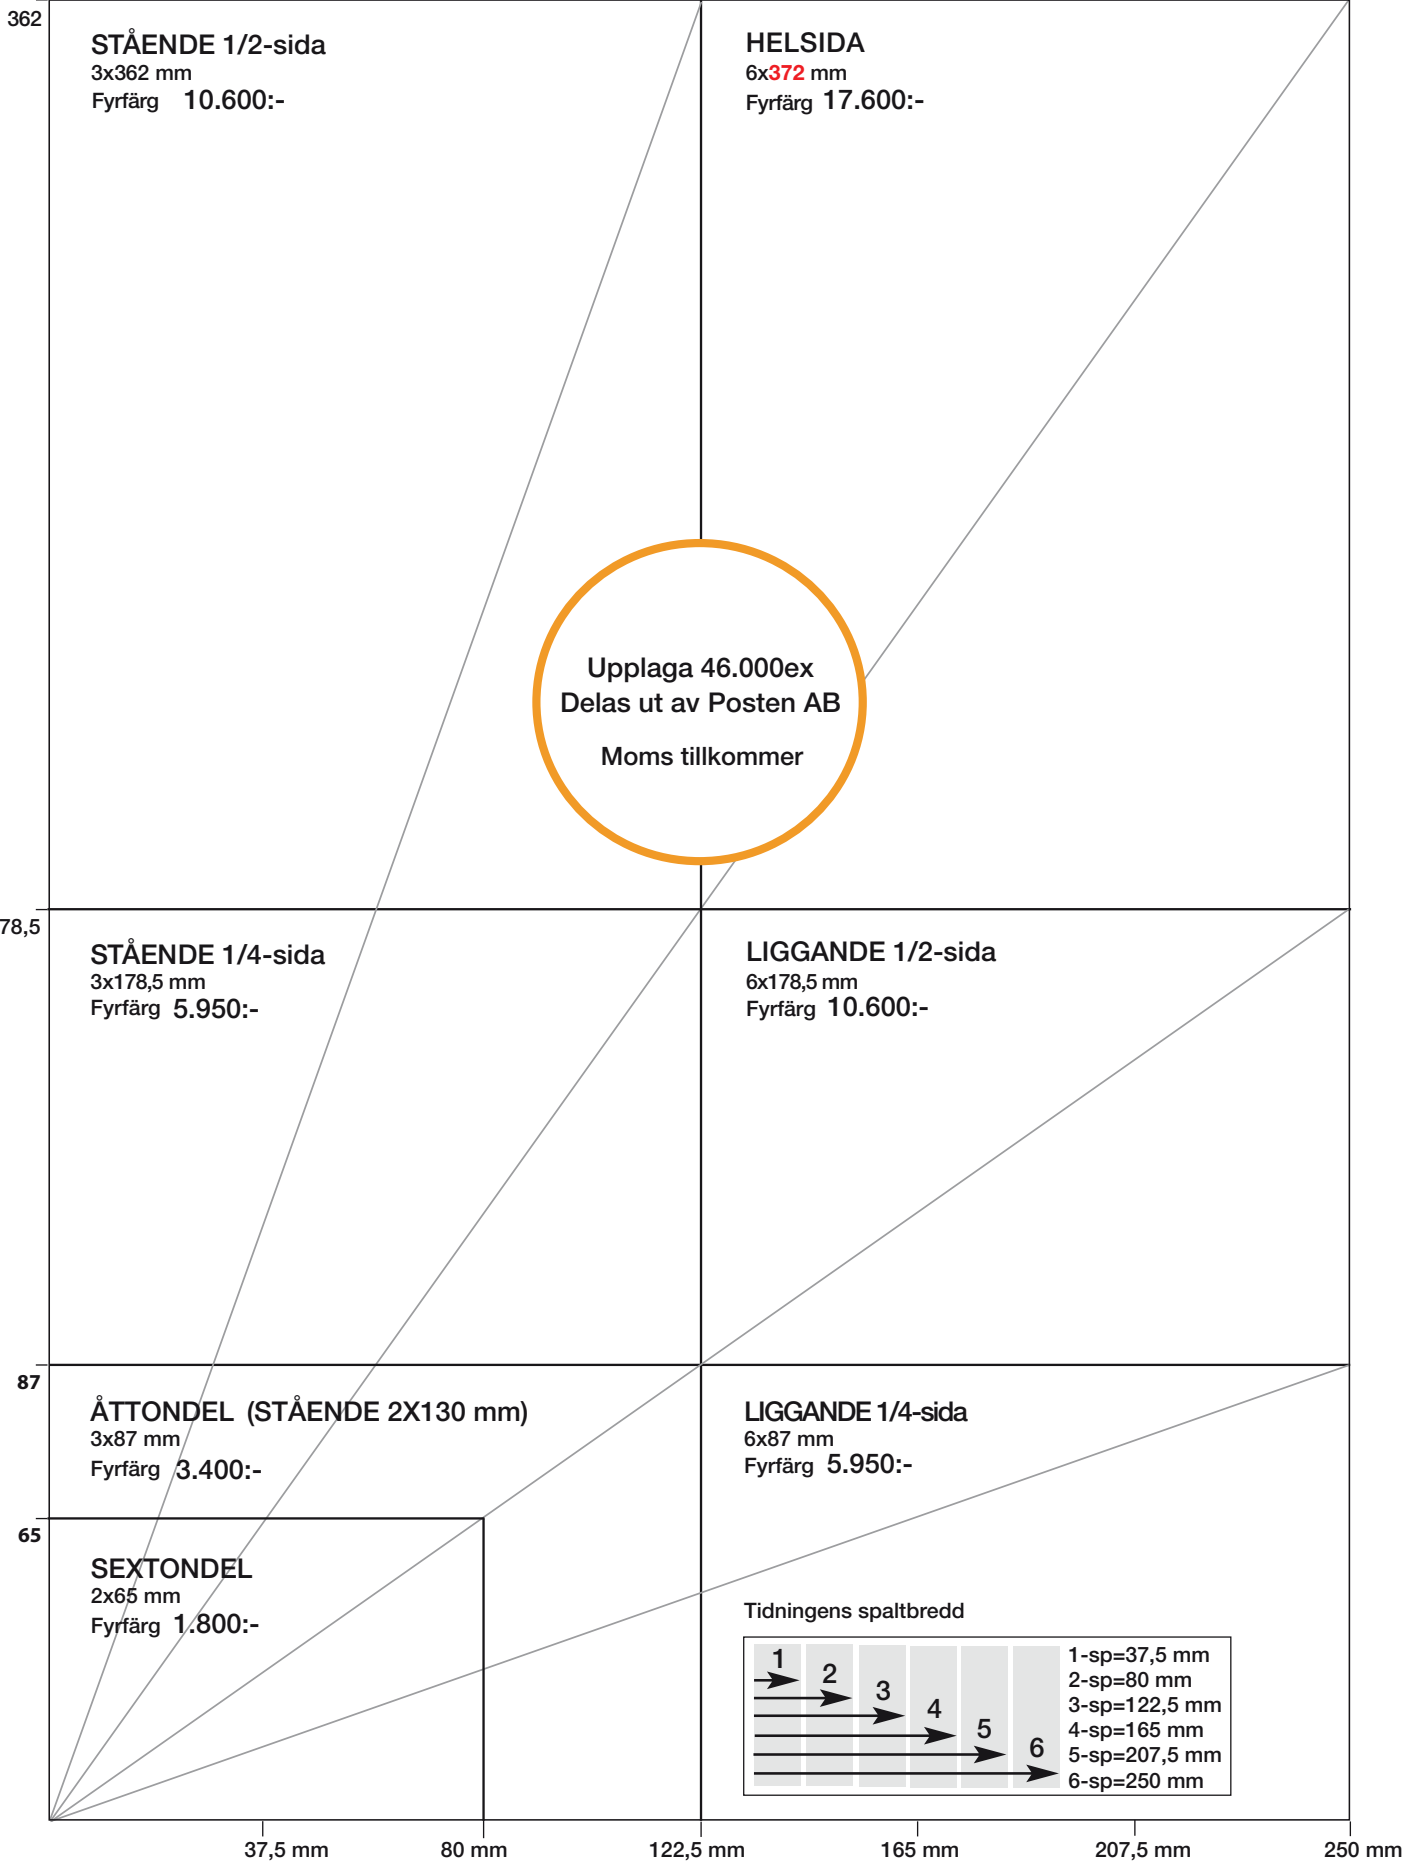 362
STÅENDE 1/2-sida
3x362 mm
Fyrfärg 10.600:-
HELSIDA
6x372 mm
Fyrfärg 17.600:-
Upplaga 46.000ex
Delas ut av Posten AB
Moms tillkommer
78,5
STÅENDE 1/4-sida
3x178,5 mm
Fyrfärg 5.950:-
LIGGANDE 1/2-sida
6x178,5 mm
Fyrfärg 10.600:-
87
ÅTTONDEL (STÅENDE 2X130 mm)
3x87 mm
Fyrfärg 3.400:-
LIGGANDE 1/4-sida
6x87 mm
Fyrfärg 5.950:-
65
SEXTONDEL
2x65 mm
Fyrfärg 1.800:-
Tidningens spaltbredd
1
2
3
4
5
6
1-sp=37,5 mm
2-sp=80 mm
3-sp=122,5 mm
4-sp=165 mm
5-sp=207,5 mm
6-sp=250 mm
37,5 mm 80 mm 122,5 mm 165 mm 207,5 mm 250 mm